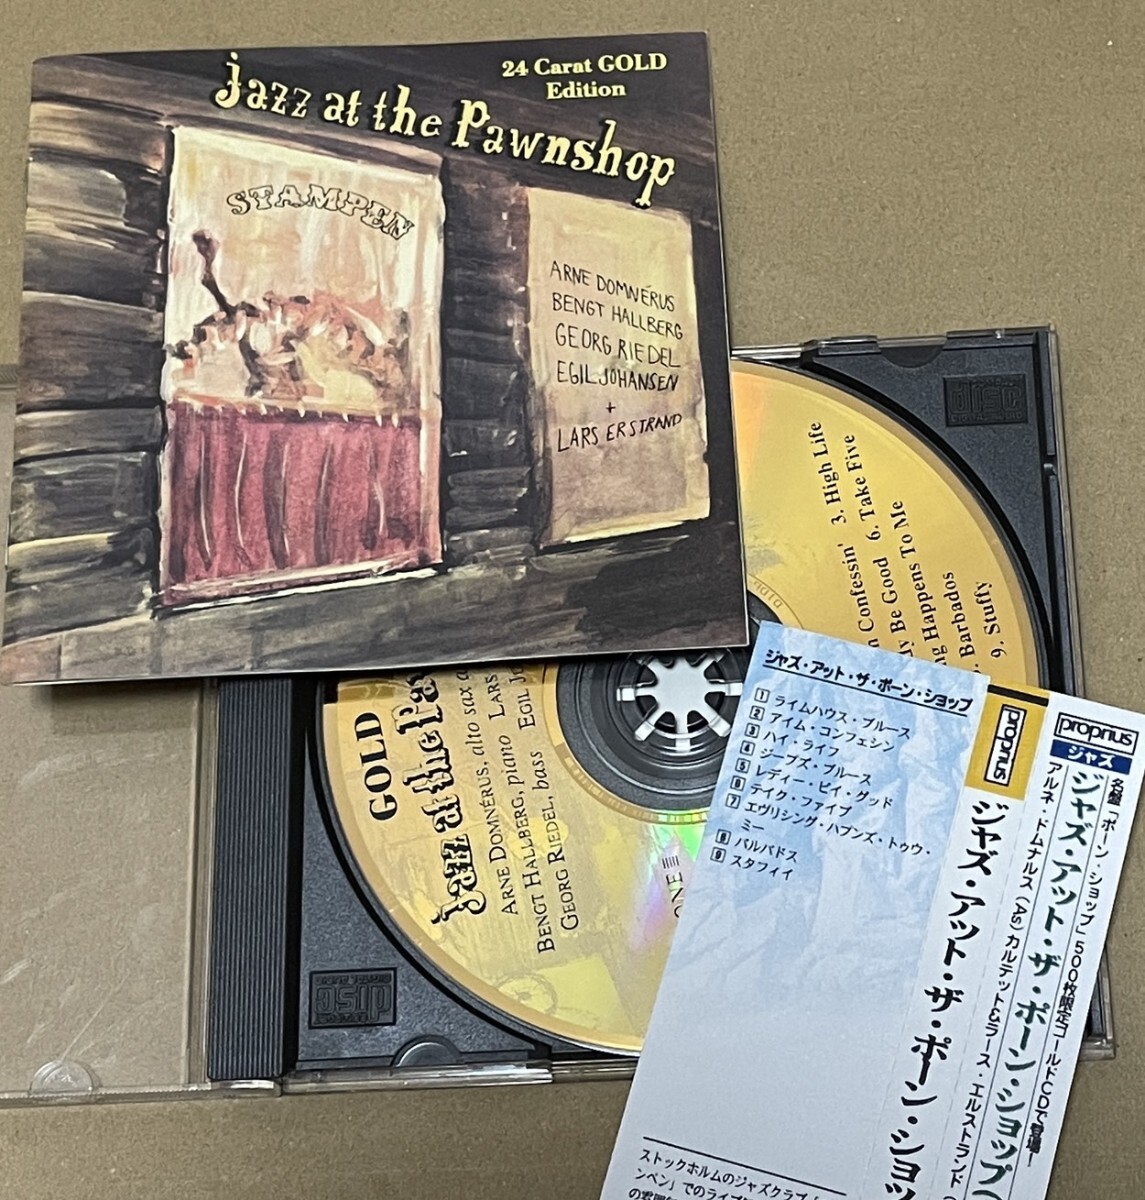 24 Carat GOLD
Edition
Jazz at the Pawnshop
STAMPEN
ARNE DOMNÉRUS
BENGT HALLBERG
GEORG RIEDEL
EGIL JOHANSEN
+
LARS ERSTRAND
disc
Confessin' 3. High Life
Be Good 6. Take Five
Happens To Me
Barbados
9. Stuffy
GOLD
Jazz at the Paw
ARNE DOMNÉRUS, alto sax
BENGT HALLBERG, piano LARS
GEORG RIEDEL, bass EGIL JO
disc
ジャズ・アット・ザ・ポーン・ショップ
1 ライムハウス・ブルース
2 アイム・コンフェシン
3 ハイ・ライフ
4 ジープズ・ブルース
5 レディー・ビィ・グッド
6 テイク・ファイブ
7 エヴリシング・ハプンズ・トゥウ・
ミー
8 バルバドス
9 スタフィイ
ストックホルムのジャズクラブ
ンペン」でのライブ
proprius
ジャズ・アット・ザ・ポーン・ショッ
proprius
ジャズ
名盤「ポーン・ショップ」500枚限定ゴールドCDで登場!
ジャズ・アット・ザ・ポーン・ショップ
アルネ・ドムナルス(As)カルテット&ラース・エルストランド